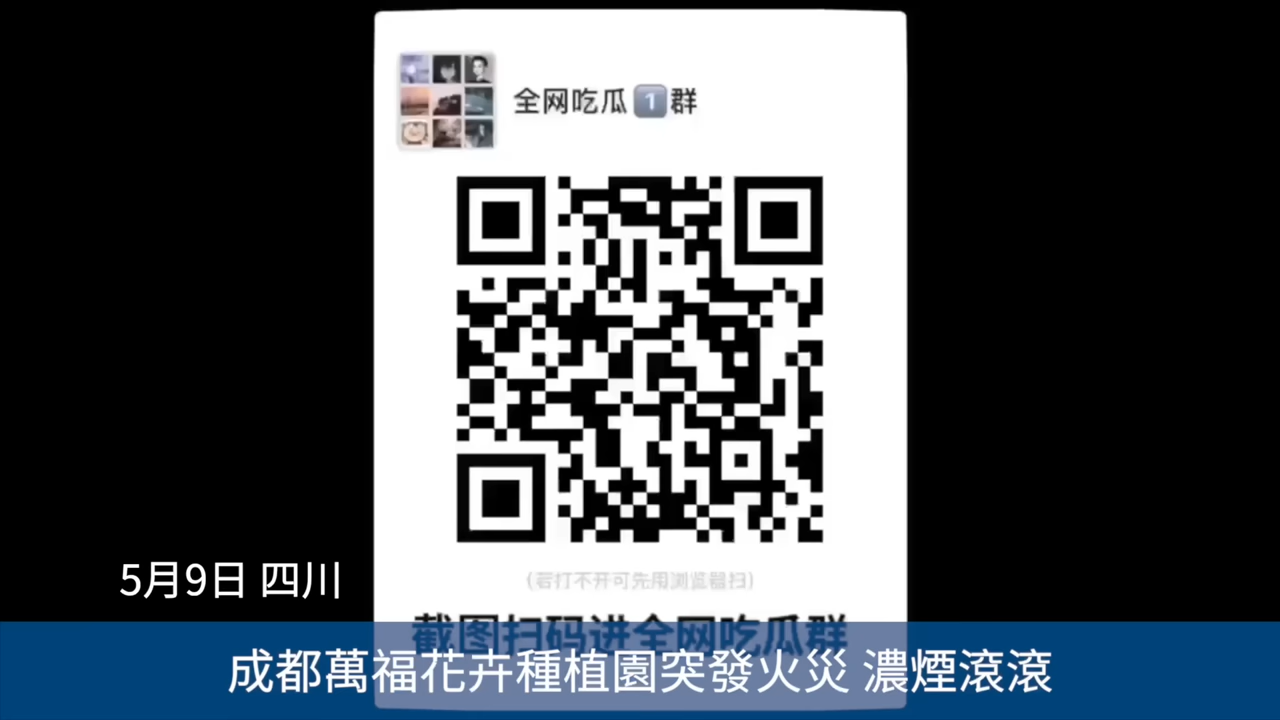 全网吃瓜1️⃣群
(若打不开可先用浏览器扫)
5月9日 四川
截图扫码进全网吃瓜群
成都萬福花卉種植園突發火災 濃煙滾滾